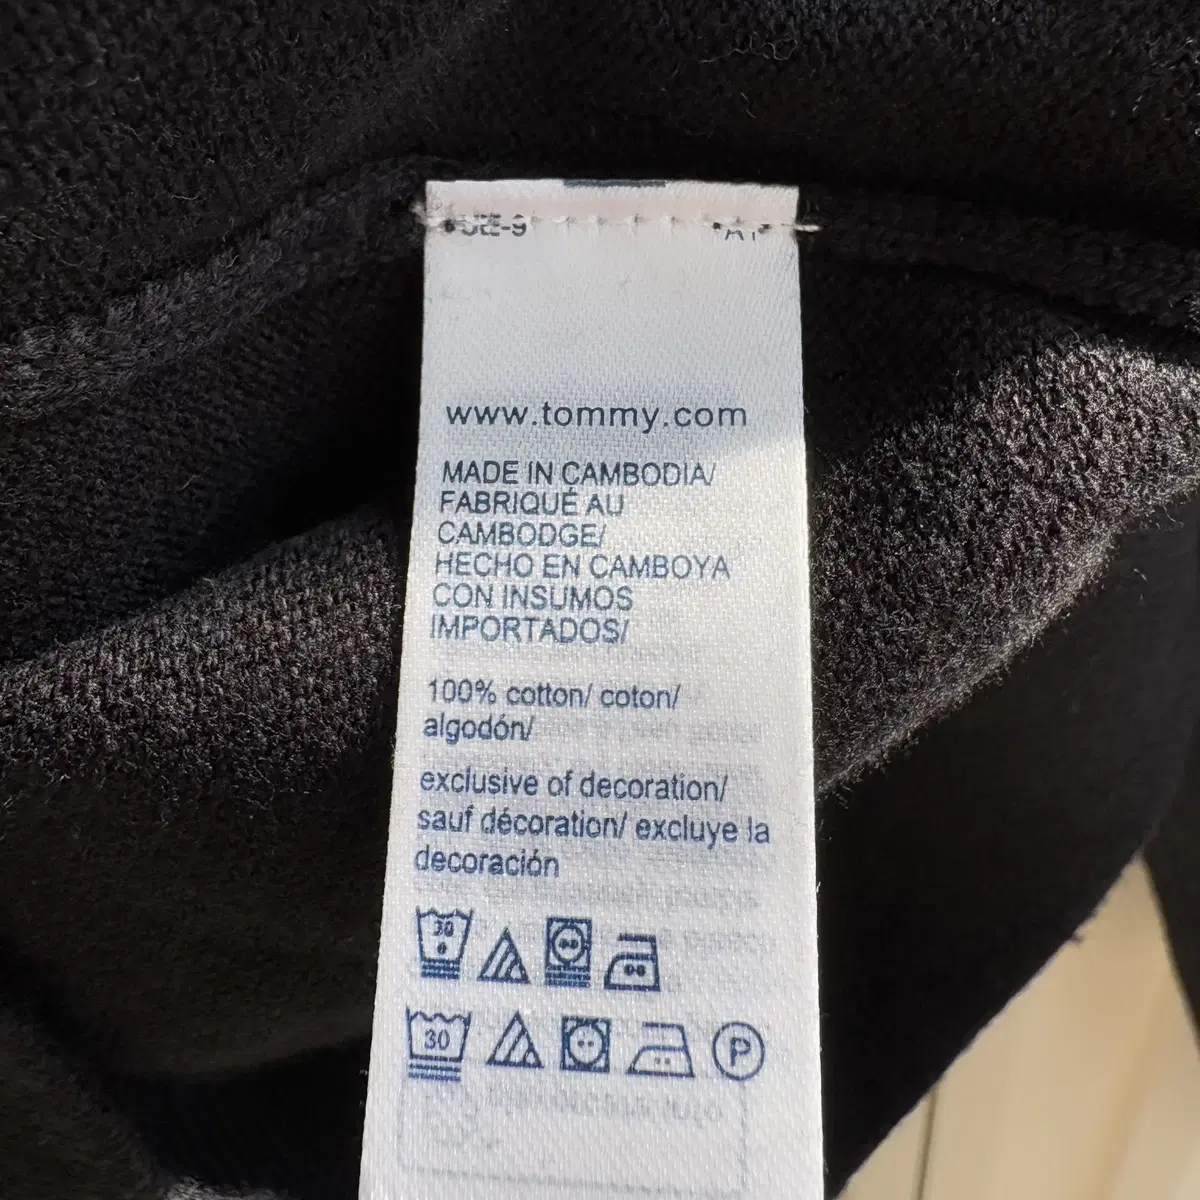 www.tommy.com
MADE IN CAMBODIA/
FABRIQUÉ AU
CAMBODGE/
HECHO EN CAMBOYA
CON INSUMOS
IMPORTADOS/
100% cotton/ coton/
algodón/
exclusive of decoration/
sauf décoration/ excluye la
decoración
30
30 P